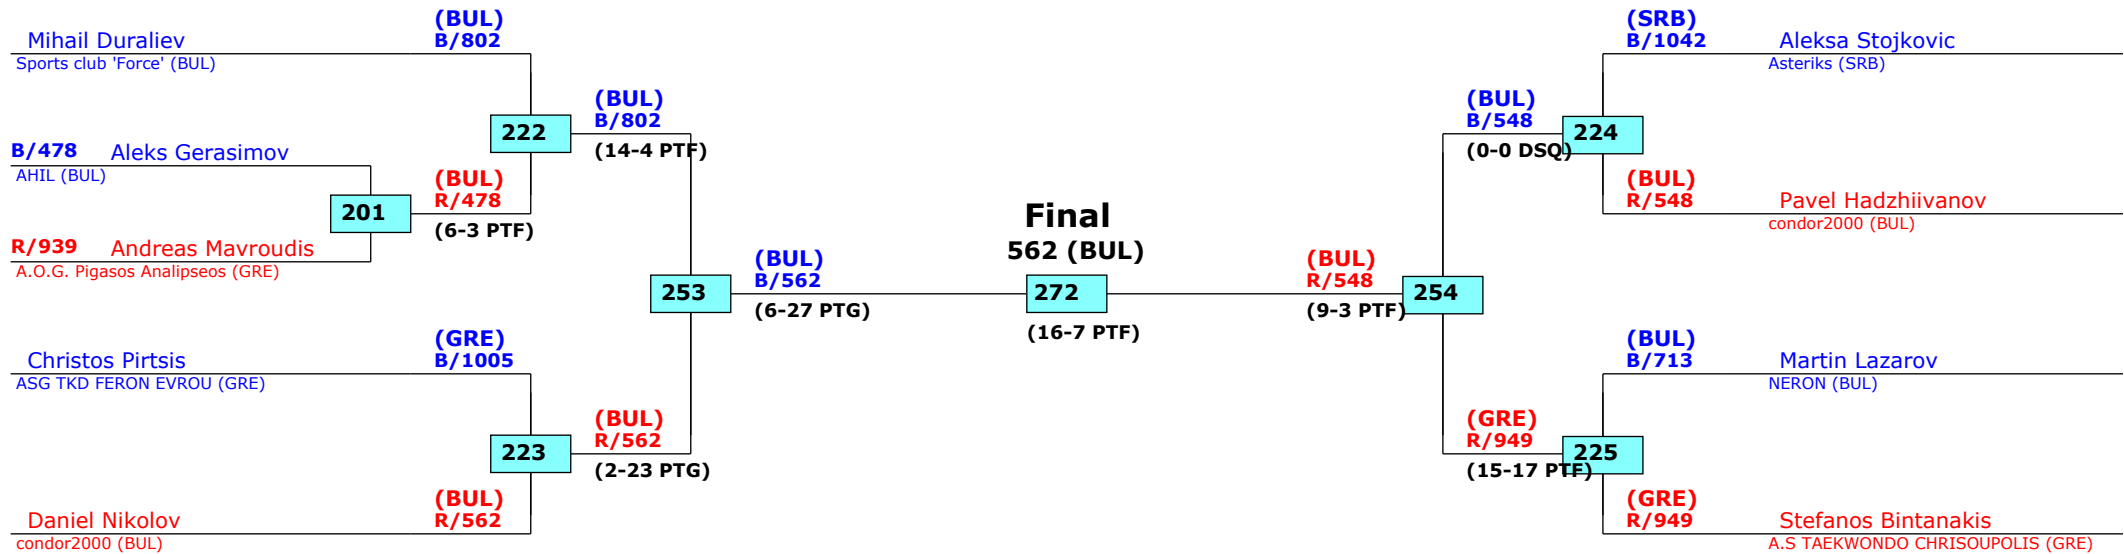 (BUL)
Mihail Duraliev
B/802
Sports club 'Force' (BUL)
B/478 Aleks Gerasimov
AHIL (BUL)
201
R/939 Andreas Mavroudis
A.O.G. Pigasos Analipseos (GRE)
(BUL)
R/478
(6-3 PTF)
222
(BUL)
B/802
(14-4 PTF)
(GRE)
Christos Pirtsis
B/1005
ASG TKD FERON EVROU (GRE)
223
(BUL)
Daniel Nikolov
R/562
condor2000 (BUL)
(BUL)
R/562
(2-23 PTG)
253
(BUL)
B/562
(6-27 PTG)
Final
562 (BUL)
272
(16-7 PTF)
(BUL)
R/548
(9-3 PTF)
254
(BUL)
B/548
(0-0 DSQ)
224
(SRB)
B/1042 Aleksa Stojkovic
Asteriks (SRB)
(BUL)
R/548 Pavel Hadzhiivanov
condor2000 (BUL)
(GRE)
R/949
(15-17 PTF)
225
(BUL)
B/713 Martin Lazarov
NERON (BUL)
(GRE)
R/949 Stefanos Bintanakis
A.S TAEKWONDO CHRISOUPOLIS (GRE)